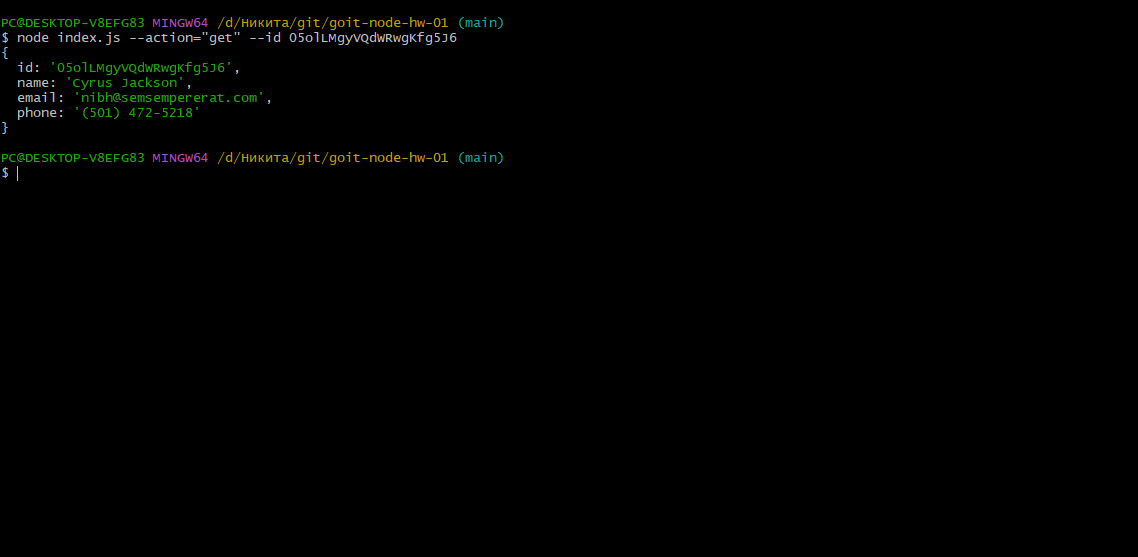 PC@DESKTOP-V8EFG83 MINGW64 /d/Никита/git/goit-node-hw-01 (main)
$ node index.js --action="get" --id 05olLMgyVQdWRwgKfg5J6
{
  id: '05olLMgyVQdWRwgKfg5J6',
  name: 'Cyrus Jackson',
  email: 'nibh@semsempererat.com',
  phone: '(501) 472-5218'
}
PC@DESKTOP-V8EFG83 MINGW64 /d/Никита/git/goit-node-hw-01 (main)
$